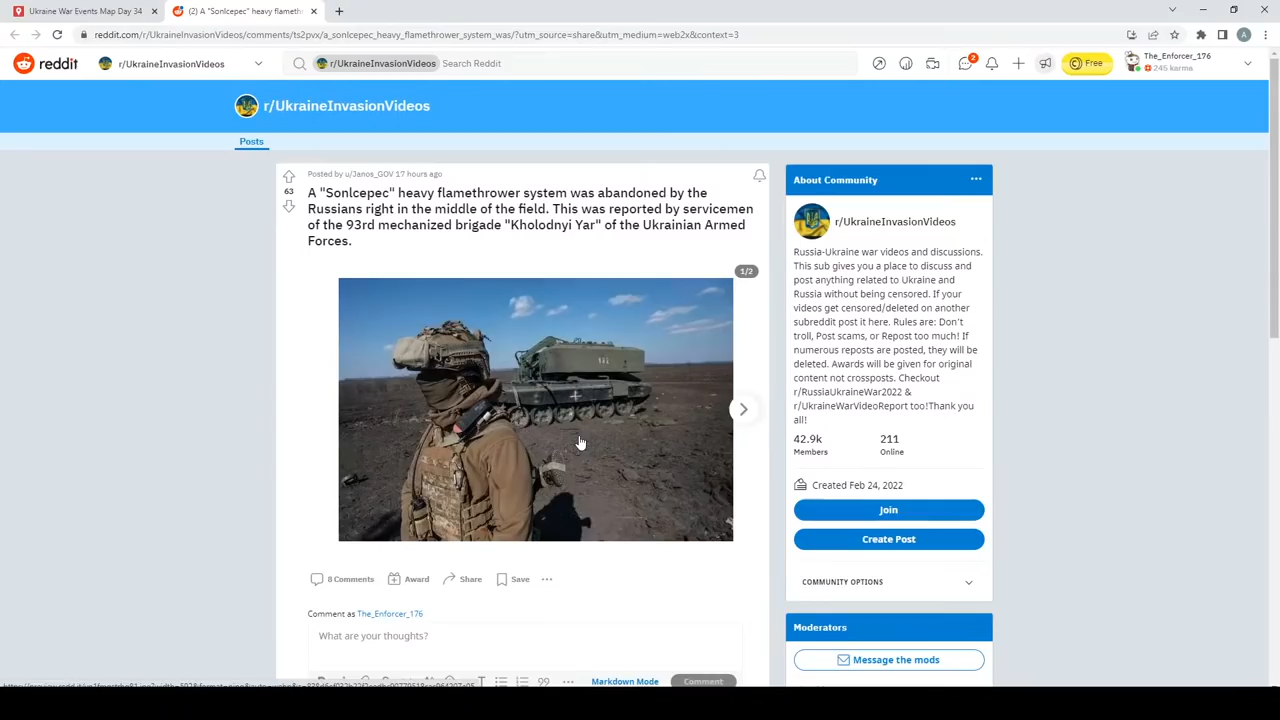 Ukraine War Events Map Day 34
(2) A "Sonlcepec" heavy flameth
reddit.com/r/UkraineInvasionVideos/comments/ts2pvx/a_sonlcepec_heavy_flamethrower_system_was/?utm_source=share&utm_medium=web2x&context=3
A
reddit
r/UkraineInvasionVideos
r/UkraineInvasionVideos Search Reddit
2
Free
The_Enforcer_176
245 karma
r/UkraineInvasionVideos
Posts
Posted by u/Janos_GOV 17 hours ago
63
A "Sonlcepec" heavy flamethrower system was abandoned by the
Russians right in the middle of the field. This was reported by servicemen
of the 93rd mechanized brigade "Kholodnyi Yar" of the Ukrainian Armed
Forces.
1/2
8 Comments Award Share Save
Comment as The_Enforcer_176
What are your thoughts?
Markdown Mode Comment
About Community
r/UkraineInvasionVideos
Russia-Ukraine war videos and discussions.
This sub gives you a place to discuss and
post anything related to Ukraine and
Russia without being censored. If your
videos get censored/deleted on another
subreddit post it here. Rules are: Don't
troll, Post scams, or Repost too much! If
numerous reposts are posted, they will be
deleted. Awards will be given for original
content not crossposts. Checkout
r/RussiaUkraineWar2022 &
r/UkraineWarVideoReport too!Thank you
all!
42.9k 211
Members Online
Created Feb 24, 2022
Join
Create Post
COMMUNITY OPTIONS
Moderators
Message the mods